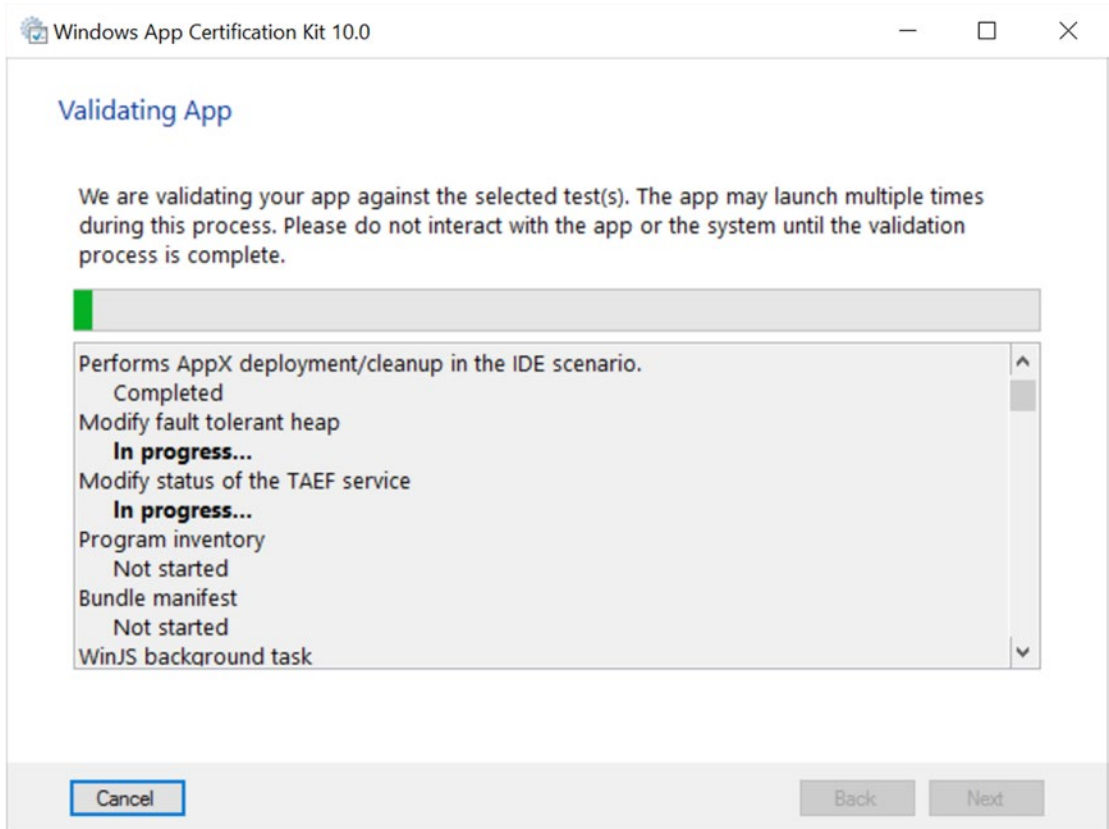 Windows App Certification Kit 10.0
Validating App
We are validating your app against the selected test(s). The app may launch multiple times
during this process. Please do not interact with the app or the system until the validation
process is complete.
Performs AppX deployment/cleanup in the IDE scenario.
Completed
Modify fault tolerant heap
In progress...
Modify status of the TAEF service
In progress...
Program inventory
Not started
Bundle manifest
Not started
WinJS background task
Cancel
Back
Next